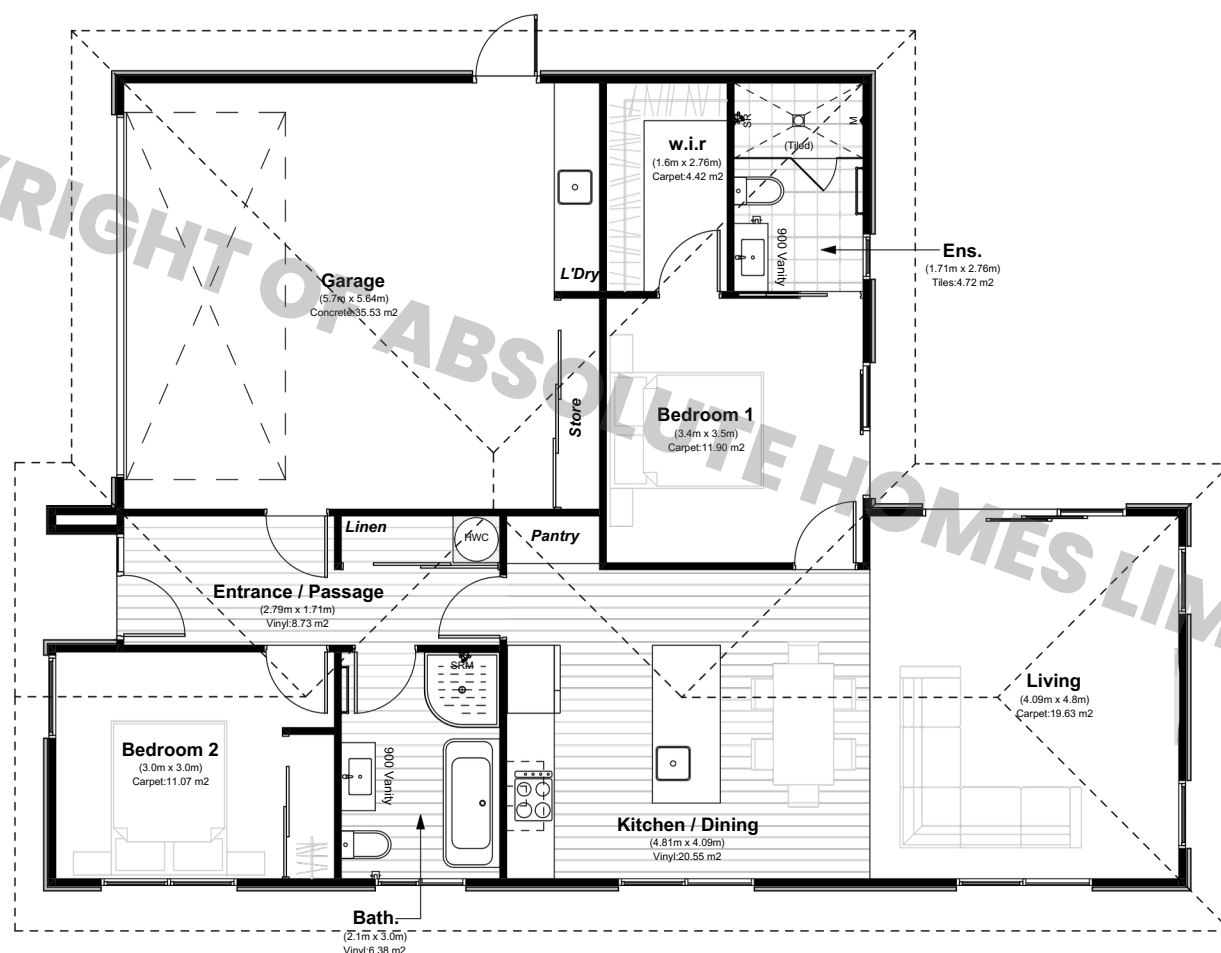 w.i.r
(1.6m x 2.76m)
Carpet:4.42 m2
SR
M
(Tiled)
900 Vanity
Ens.
(1.71m x 2.76m)
Tiles:4.72 m2
Garage
(5.7m x 5.64m)
Concrete:35.53 m2
L'Dry
Store
Bedroom 1
(3.4m x 3.5m)
Carpet:11.90 m2
Linen
HWC
Pantry
Entrance / Passage
(2.79m x 1.71m)
Vinyl:8.73 m2
SRM
Living
(4.09m x 4.8m)
Carpet:19.63 m2
Bedroom 2
(3.0m x 3.0m)
Carpet:11.07 m2
900 Vanity
Kitchen / Dining
(4.81m x 4.09m)
Vinyl:20.55 m2
Bath.
(2.1m x 3.0m)
Vinyl:6.38 m2
YRIGHT OF ABSOLUTE HOMES LIM